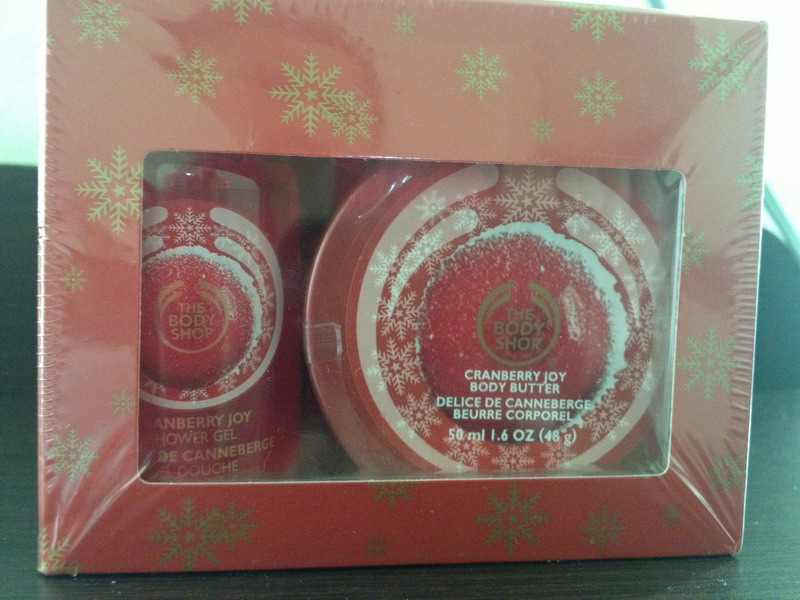 THE
BODY
SHOP
ANBERRY JOY
HOWER GEL
DE CANNEBERGE
EL DOUCHE
THE
BODY
SHOP
CRANBERRY JOY
BODY BUTTER
DELICE DE CANNEBERGE
BEURRE CORPOREL
50 ml 1.6 OZ (48 g)